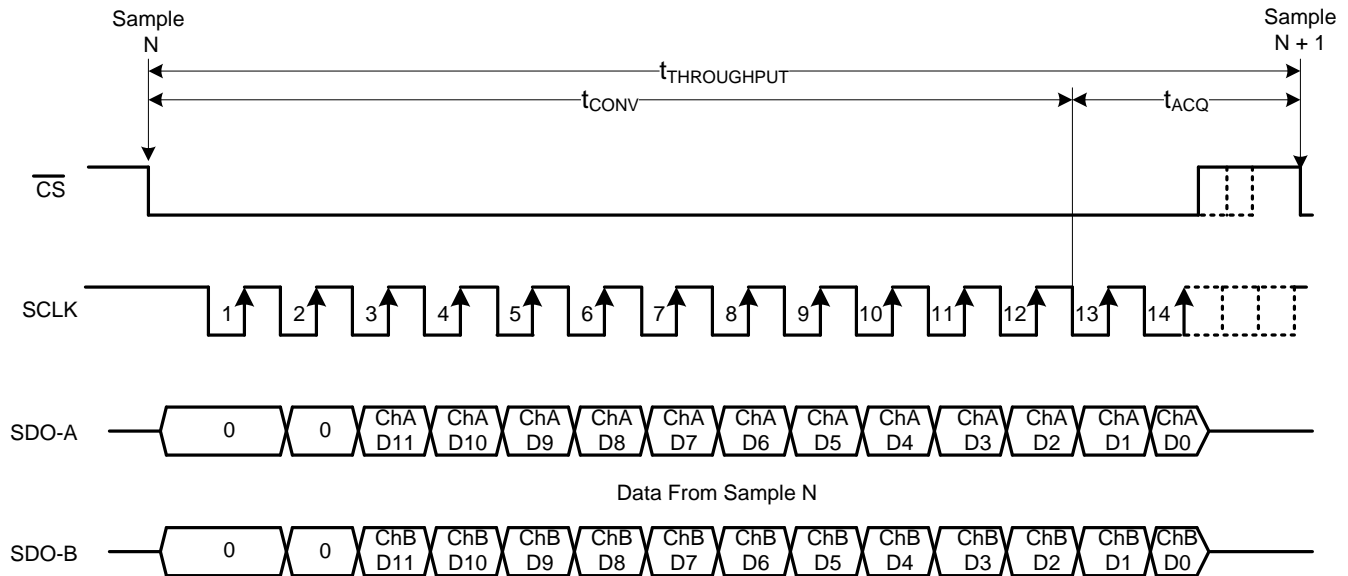 Sample
N
Sample
N + 1
tTHROUGHPUT
tCONV
tACQ
CS
SCLK
1 2 3 4 5 6 7 8 9 10 11 12 13 14
SDO-A
0 0 ChA ChA ChA ChA ChA ChA ChA ChA ChA ChA ChA ChA
D11 D10 D9 D8 D7 D6 D5 D4 D3 D2 D1 D0
Data From Sample N
SDO-B
0 0 ChB ChB ChB ChB ChB ChB ChB ChB ChB ChB ChB ChB
D11 D10 D9 D8 D7 D6 D5 D4 D3 D2 D1 D0